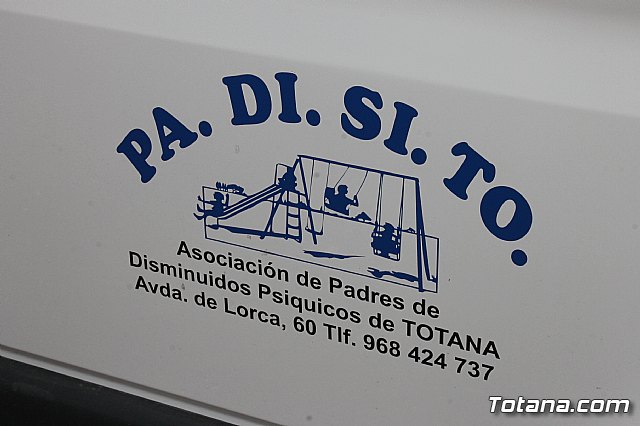 PA. DI. SI. TO.
Asociación de Padres de
Disminuidos Psiquicos de TOTANA
Avda. de Lorca, 60 Tlf. 968 424 737
Totana.com